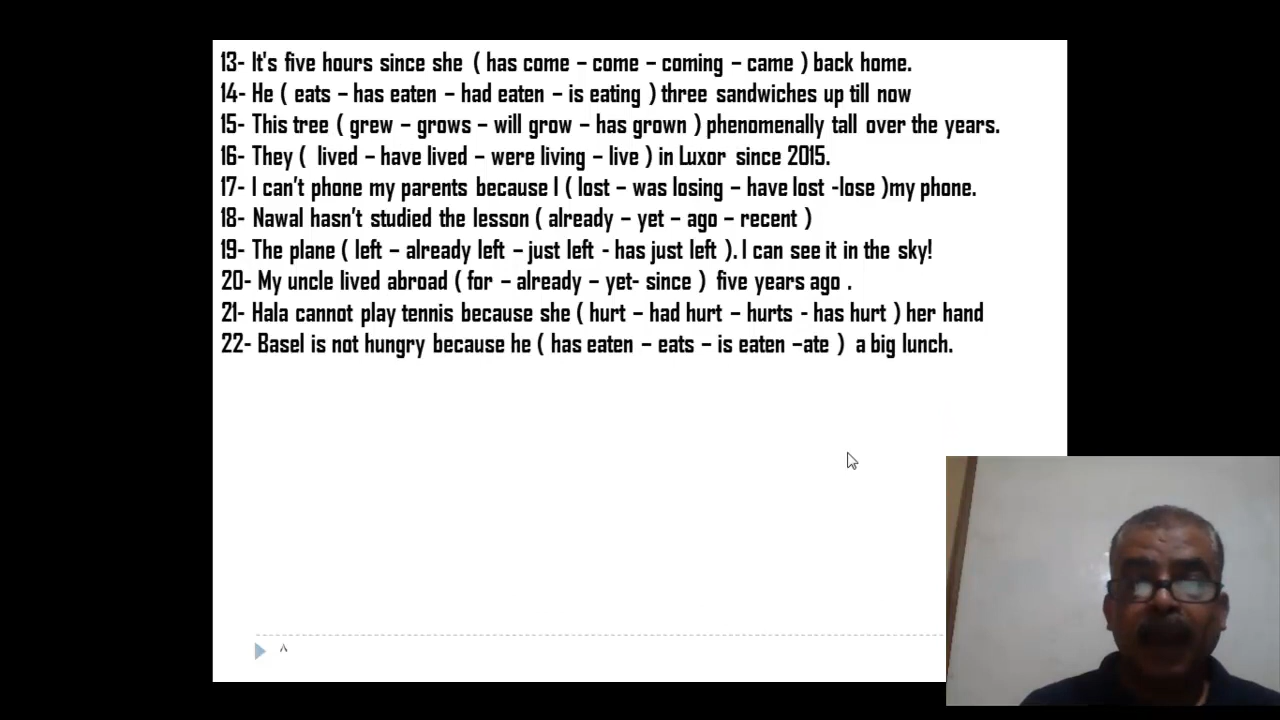 13- It's five hours since she ( has come – come – coming – came ) back home.
14- He ( eats – has eaten – had eaten – is eating ) three sandwiches up till now
15- This tree ( grew – grows – will grow – has grown ) phenomenally tall over the years.
16- They ( lived – have lived – were living – live ) in Luxor since 2015.
17- I can't phone my parents because I ( lost – was losing – have lost -lose )my phone.
18- Nawal hasn't studied the lesson ( already – yet – ago – recent )
19- The plane ( left – already left – just left - has just left ). I can see it in the sky!
20- My uncle lived abroad ( for – already – yet- since ) five years ago .
21- Hala cannot play tennis because she ( hurt – had hurt – hurts - has hurt ) her hand
22- Basel is not hungry because he ( has eaten – eats – is eaten –ate ) a big lunch.
٨